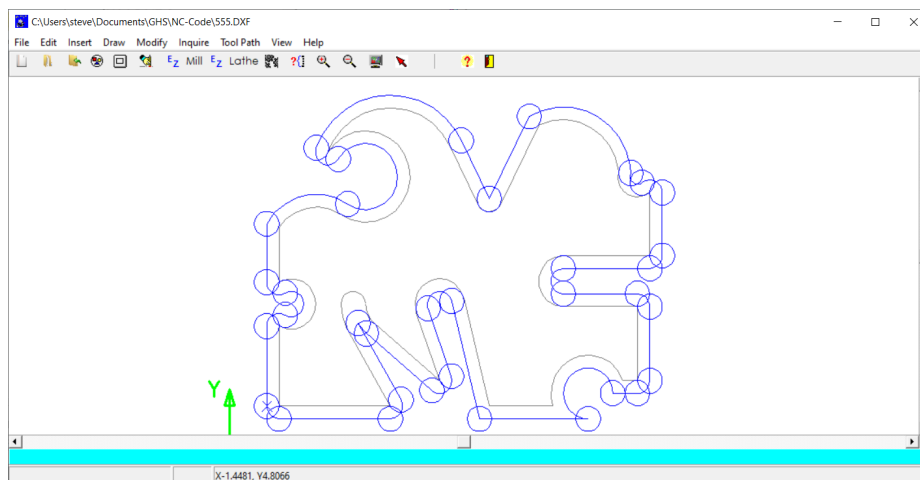 C:\Users\steve\Documents\GHS\NC-Code\555.DXF
File Edit Insert Draw Modify Inquire Tool Path View Help
EZ Mill EZ Lathe ?{} ?
Y
X-1.4481, Y4.8066